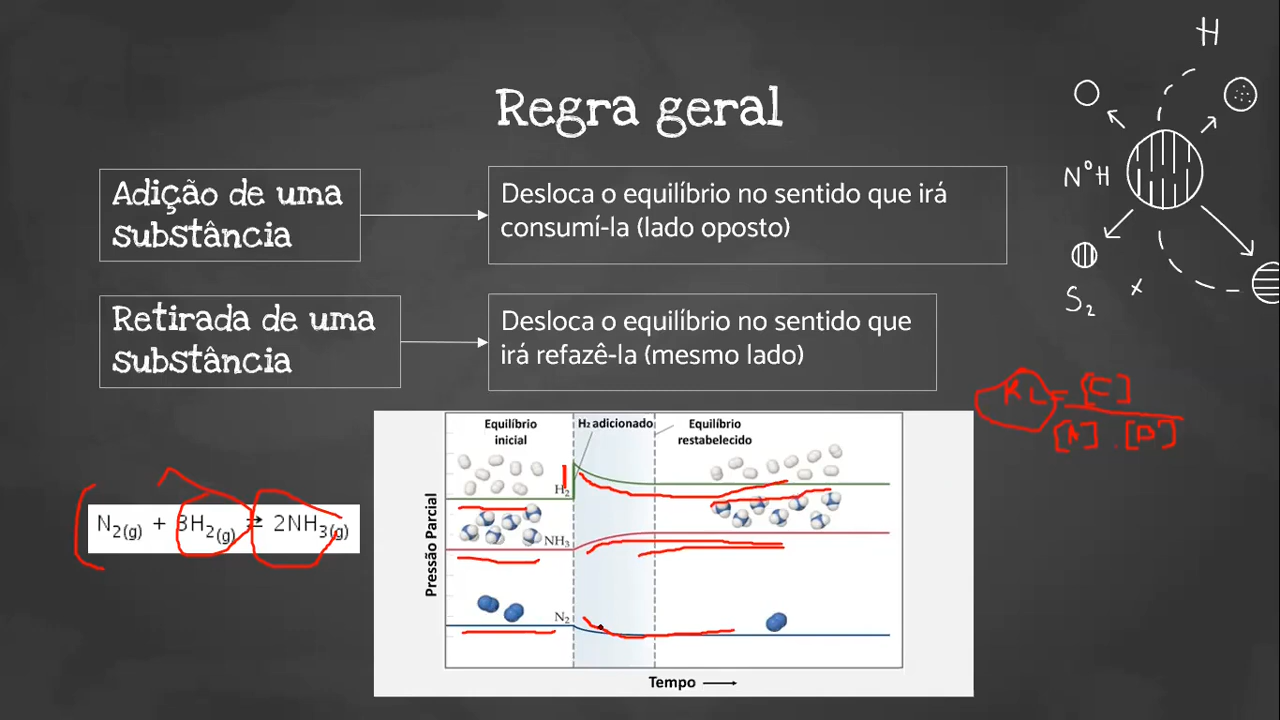 Regra geral
H
N°H
S₂
x
Adição de uma
substância
Desloca o equilíbrio no sentido que irá
consumí-la (lado oposto)
Retirada de uma
substância
Desloca o equilíbrio no sentido que
irá refazê-la (mesmo lado)
= [C]
[A] . [B]
N₂(g) + 3H₂(g) ⇌ 2NH₃(g)
Equilíbrio
inicial
H₂ adicionado
Equilíbrio
restabelecido
H₂
NH₃
N₂
Pressão Parcial
Tempo